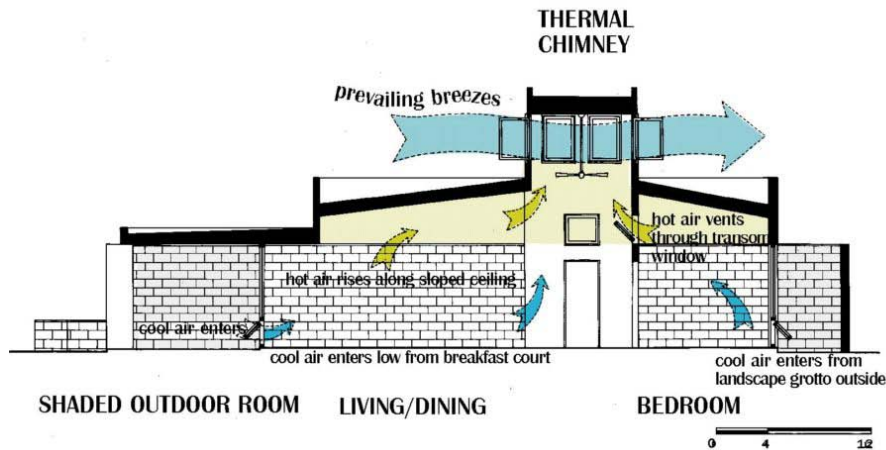 THERMAL
CHIMNEY
prevailing breezes
hot air vents
through transom
window
hot air rises along sloped ceiling
cool air enters
cool air enters low from breakfast court
cool air enters from
landscape grotto outside
SHADED OUTDOOR ROOM
LIVING/DINING
BEDROOM
0 4 12